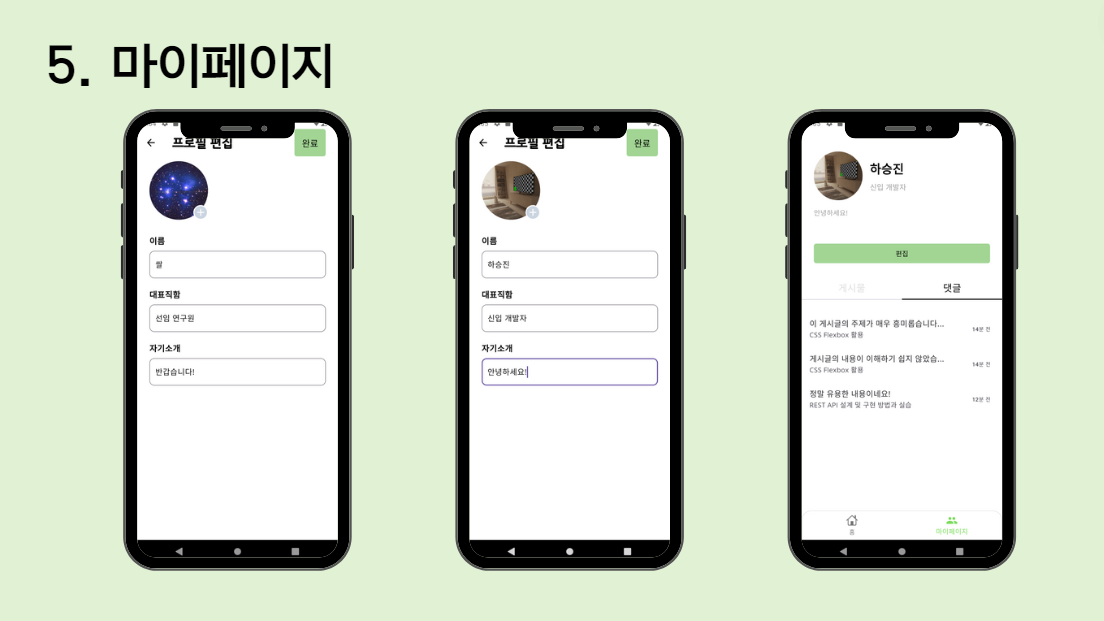 5. 마이페이지
프로필 편집
완료
이름
쌀
대표직함
선임 연구원
자기소개
반갑습니다!
프로필 편집
완료
이름
하승진
대표직함
신입 개발자
자기소개
안녕하세요!
하승진
신입 개발자
안녕하세요!
편집
게시물
댓글
이 게시글의 주제가 매우 흥미롭습니다...
14분 전
CSS Flexbox 활용
게시글의 내용이 이해하기 쉽지 않았습...
14분 전
CSS Flexbox 활용
정말 유용한 내용이네요!
12분 전
REST API 설계 및 구현 방법과 실습
홈
마이페이지